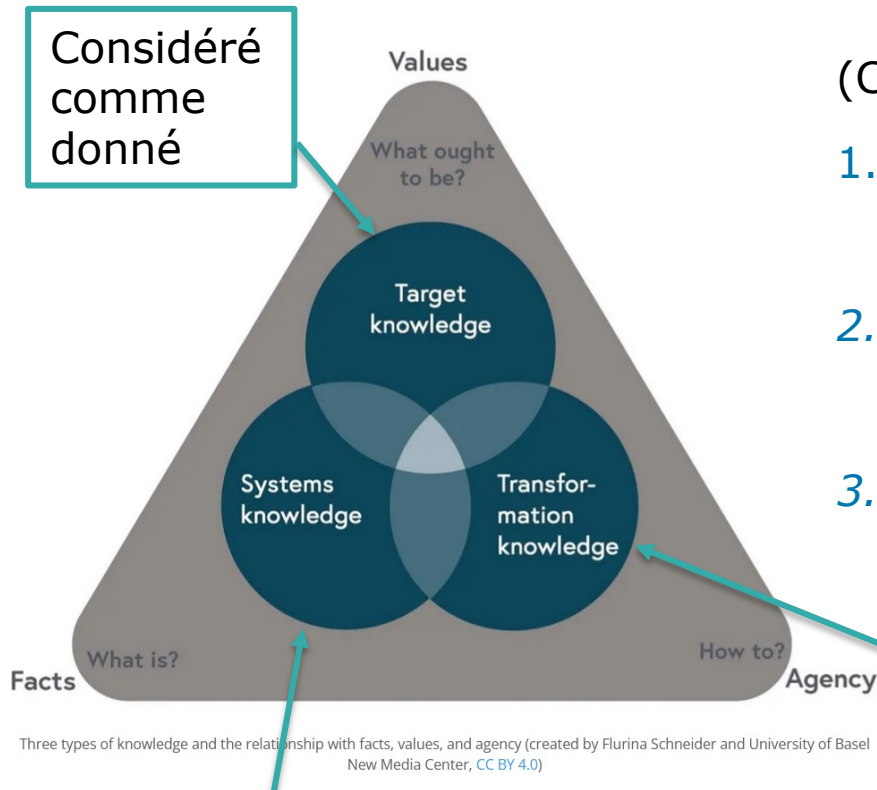 Considéré
comme
donné
Values
What ought
to be?
Target
knowledge
Systems
knowledge
Transfor-
mation
knowledge
What is?
How to?
Facts
Agency
Three types of knowledge and the relationship with facts, values, and agency (created by Flurina Schneider and University of Basel
New Media Center, CC BY 4.0)
1.
2.
3.